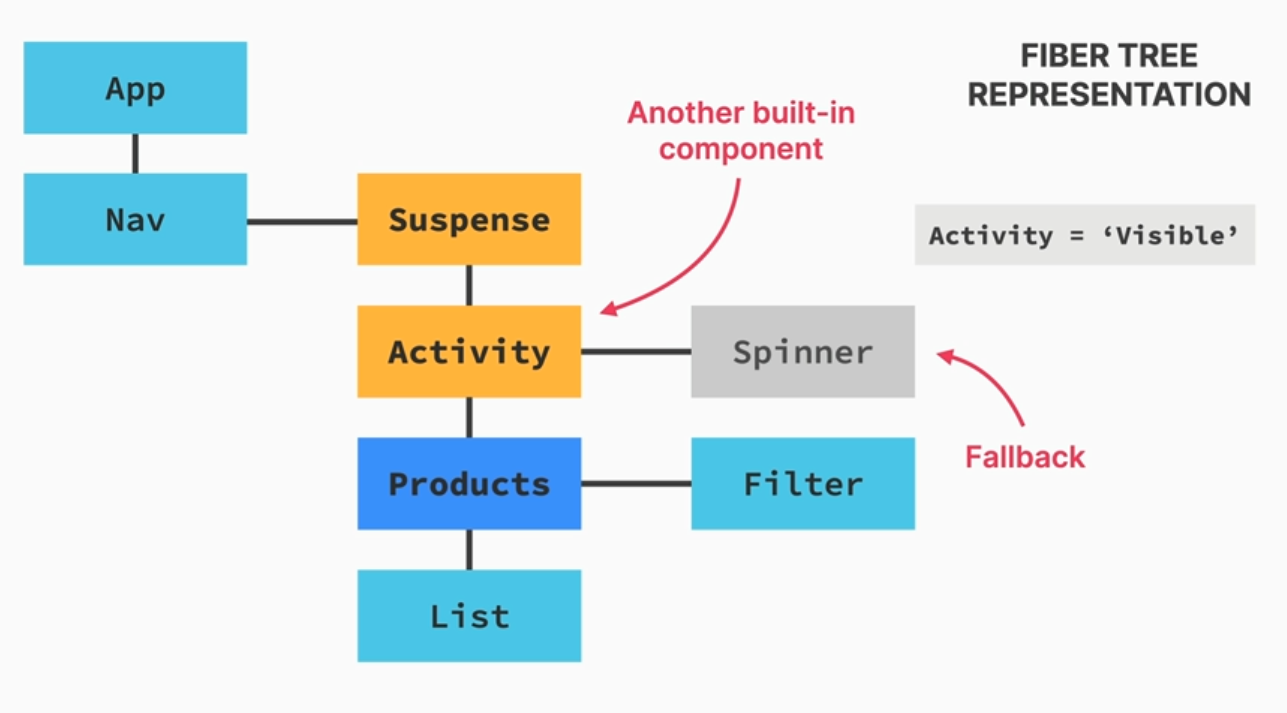 App
FIBER TREE
REPRESENTATION
Another built-in
component
Nav
Suspense
Activity = ‘Visible’
Activity
Spinner
Fallback
Products
Filter
List